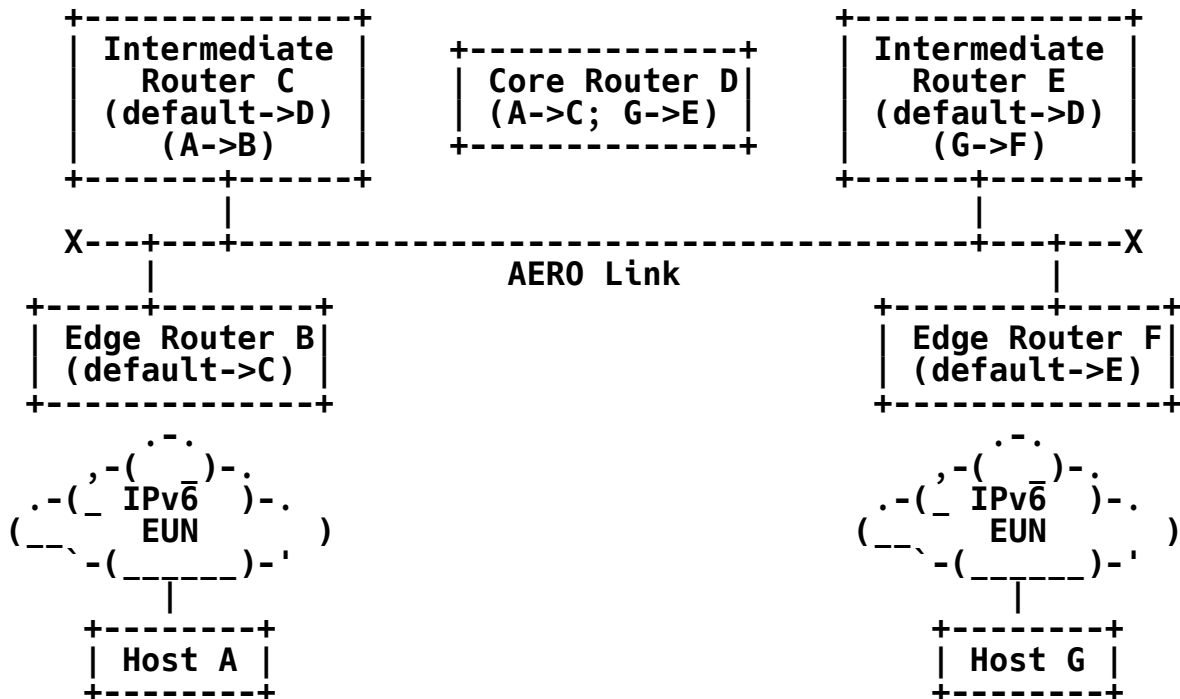 Intermediate Router C (default->D) (A->B)
Core Router D (A->C; G->E)
Intermediate Router E (default->D) (G->F)
X X
AERO Link
Edge Router B (default->C)
Edge Router F (default->E)
IPv6 EUN
IPv6 EUN
Host A
Host G